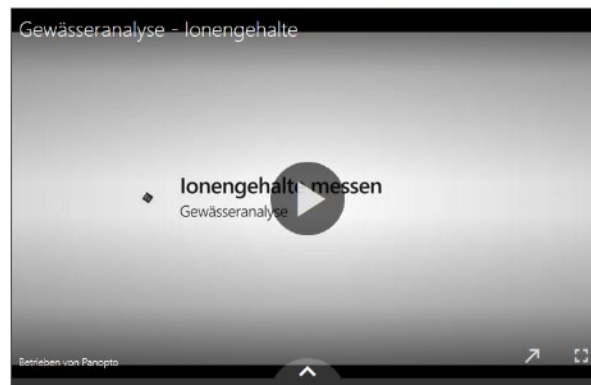 Gewässeranalyse - Ionengehalte
Ionengehalte messen
Gewässeranalyse
Betrieben von Panopto